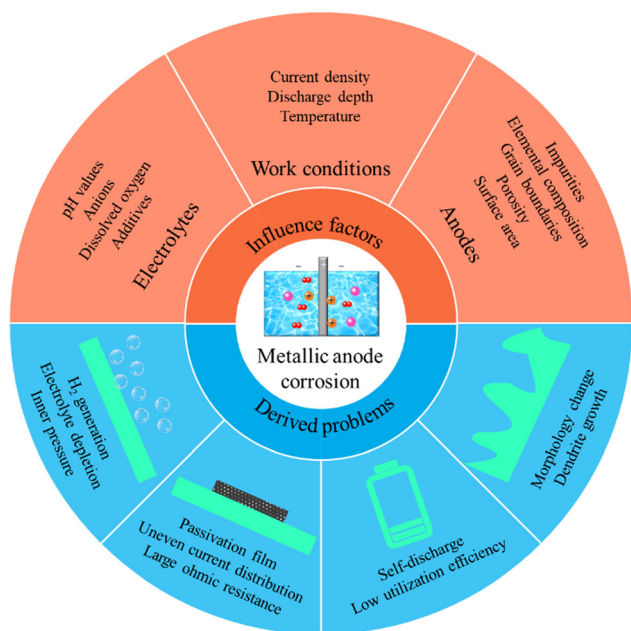 Current density
Discharge depth
Temperature
Work conditions
pH values
Anions
Dissolved oxygen
Additives
Electrolytes
Impurities
Elemental composition
Grain boundaries
Porosity
Surface area
Anodes
Influence factors
Metallic anode
corrosion
Derived problems
H₂ generation
Electrolyte depletion
Inner pressure
Passivation film
Uneven current distribution
Large ohmic resistance
Self-discharge
Low utilization efficiency
Morphology change
Dendrite growth